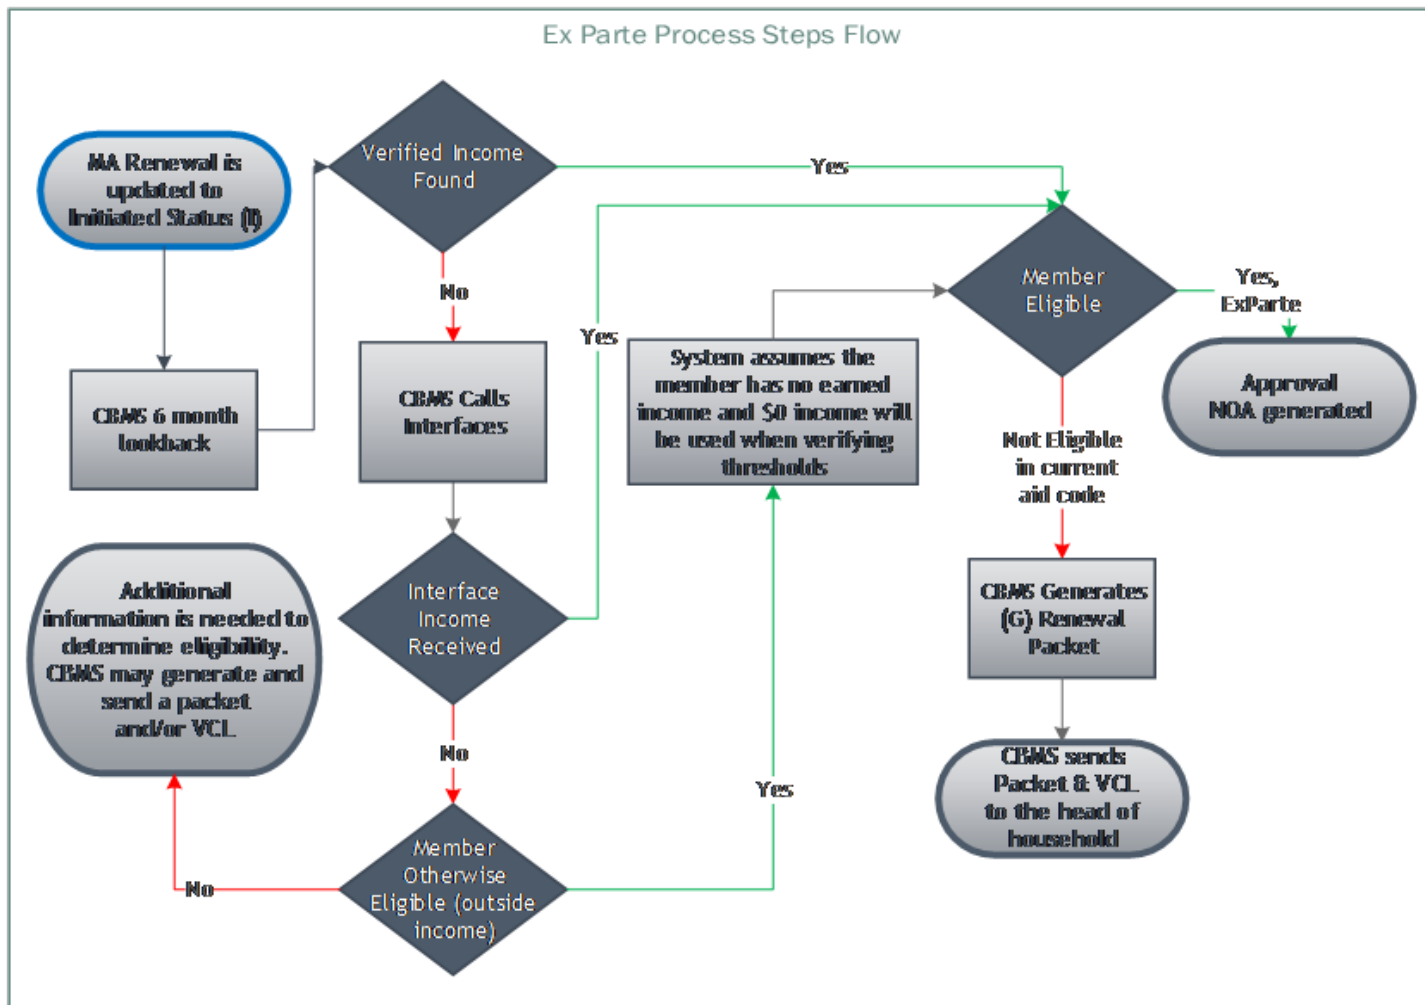 Ex Parte Process Steps Flow
MA Renewal is
updated to
Initiated Status (I)
CBMS 6 month
lookback
Verified Income
Found
Yes
No
CBMS Calls
Interfaces
Interface
Income
Received
Yes
No
Member
Otherwise
Eligible (outside
income)
No
Additional
information is needed to
determine eligibility.
CBMS may generate and
send a packet
and/or VCL
Yes
System assumes the
member has no earned
income and $0 income will
be used when verifying
thresholds
Member
Eligible
Yes,
ExParte
Approval
NOA generated
Not Eligible
in current
aid code
CBMS Generates
(G) Renewal
Packet
CBMS sends
Packet & VCL
to the head of
household